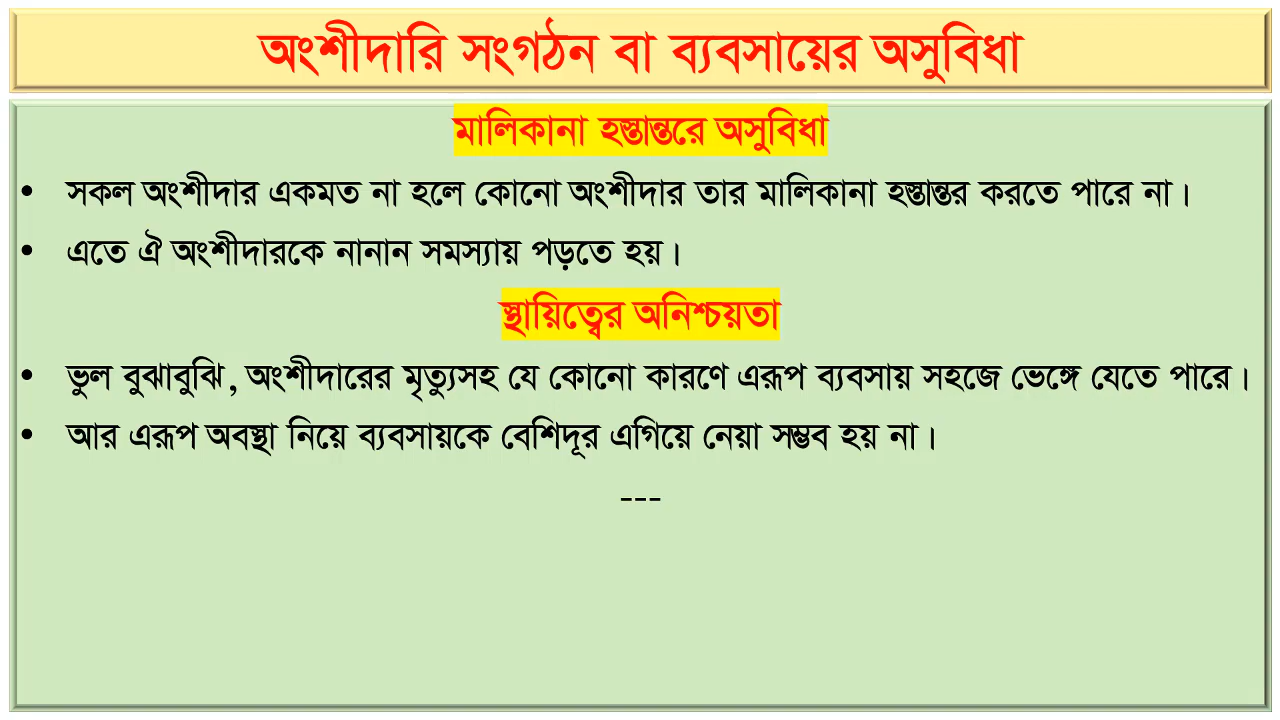 অংশীদারি সংগঠন বা ব্যবসায়ের অসুবিধা
মালিকানা হস্তান্তরে অসুবিধা
• সকল অংশীদার একমত না হলে কোনো অংশীদার তার মালিকানা হস্তান্তর করতে পারে না।
• এতে ঐ অংশীদারকে নানান সমস্যায় পড়তে হয়।
স্থায়িত্বের অনিশ্চয়তা
• ভুল বুঝাবুঝি, অংশীদারের মৃত্যুসহ যে কোনো কারণে এরূপ ব্যবসায় সহজে ভেঙ্গে যেতে পারে।
• আর এরূপ অবস্থা নিয়ে ব্যবসায়কে বেশিদূর এগিয়ে নেয়া সম্ভব হয় না।
---